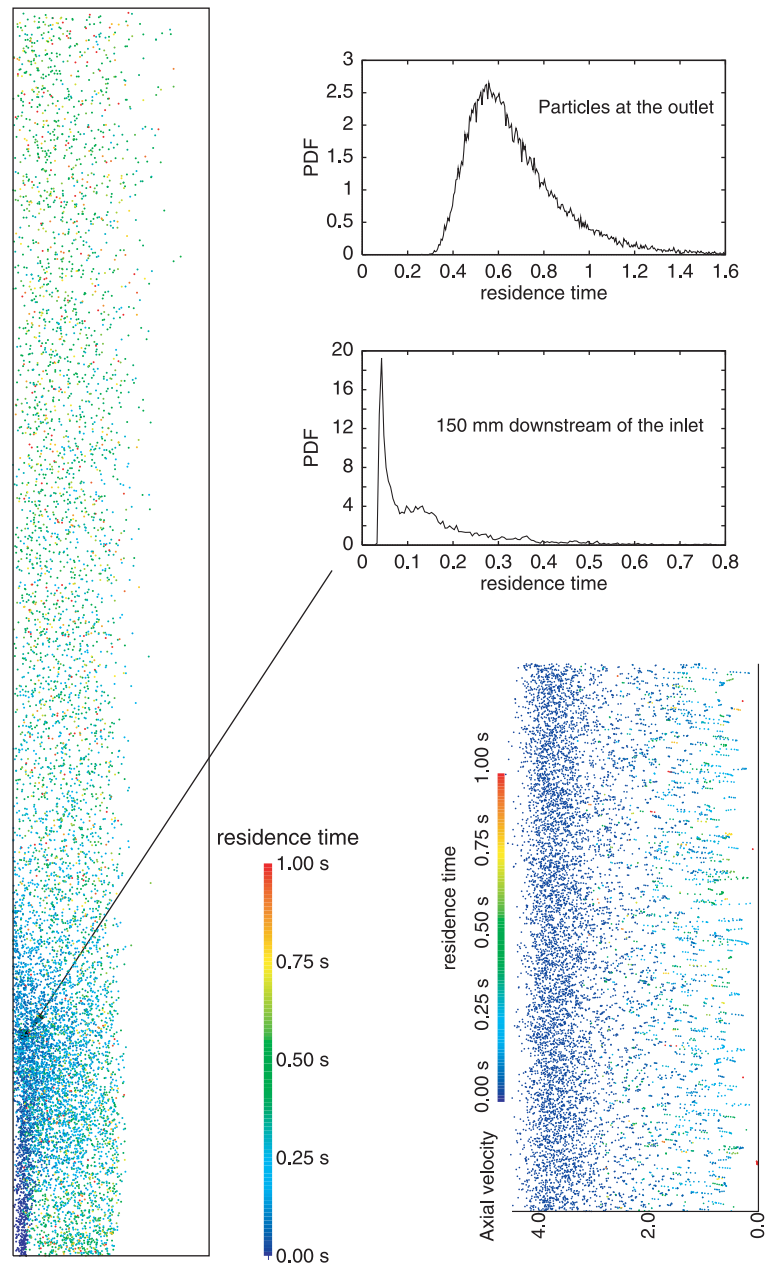 3
2.5
2
1.5
1
0.5
0
PDF
Particles at the outlet
0 0.2 0.4 0.6 0.8 1 1.2 1.4 1.6
residence time
20
16
12
8
4
0
PDF
150 mm downstream of the inlet
0 0.1 0.2 0.3 0.4 0.5 0.6 0.7 0.8
residence time
residence time
1.00 s
0.75 s
0.50 s
0.25 s
0.00 s
residence time
0.00 s 0.25 s 0.50 s 0.75 s 1.00 s
Axial velocity
4.0 2.0 0.0